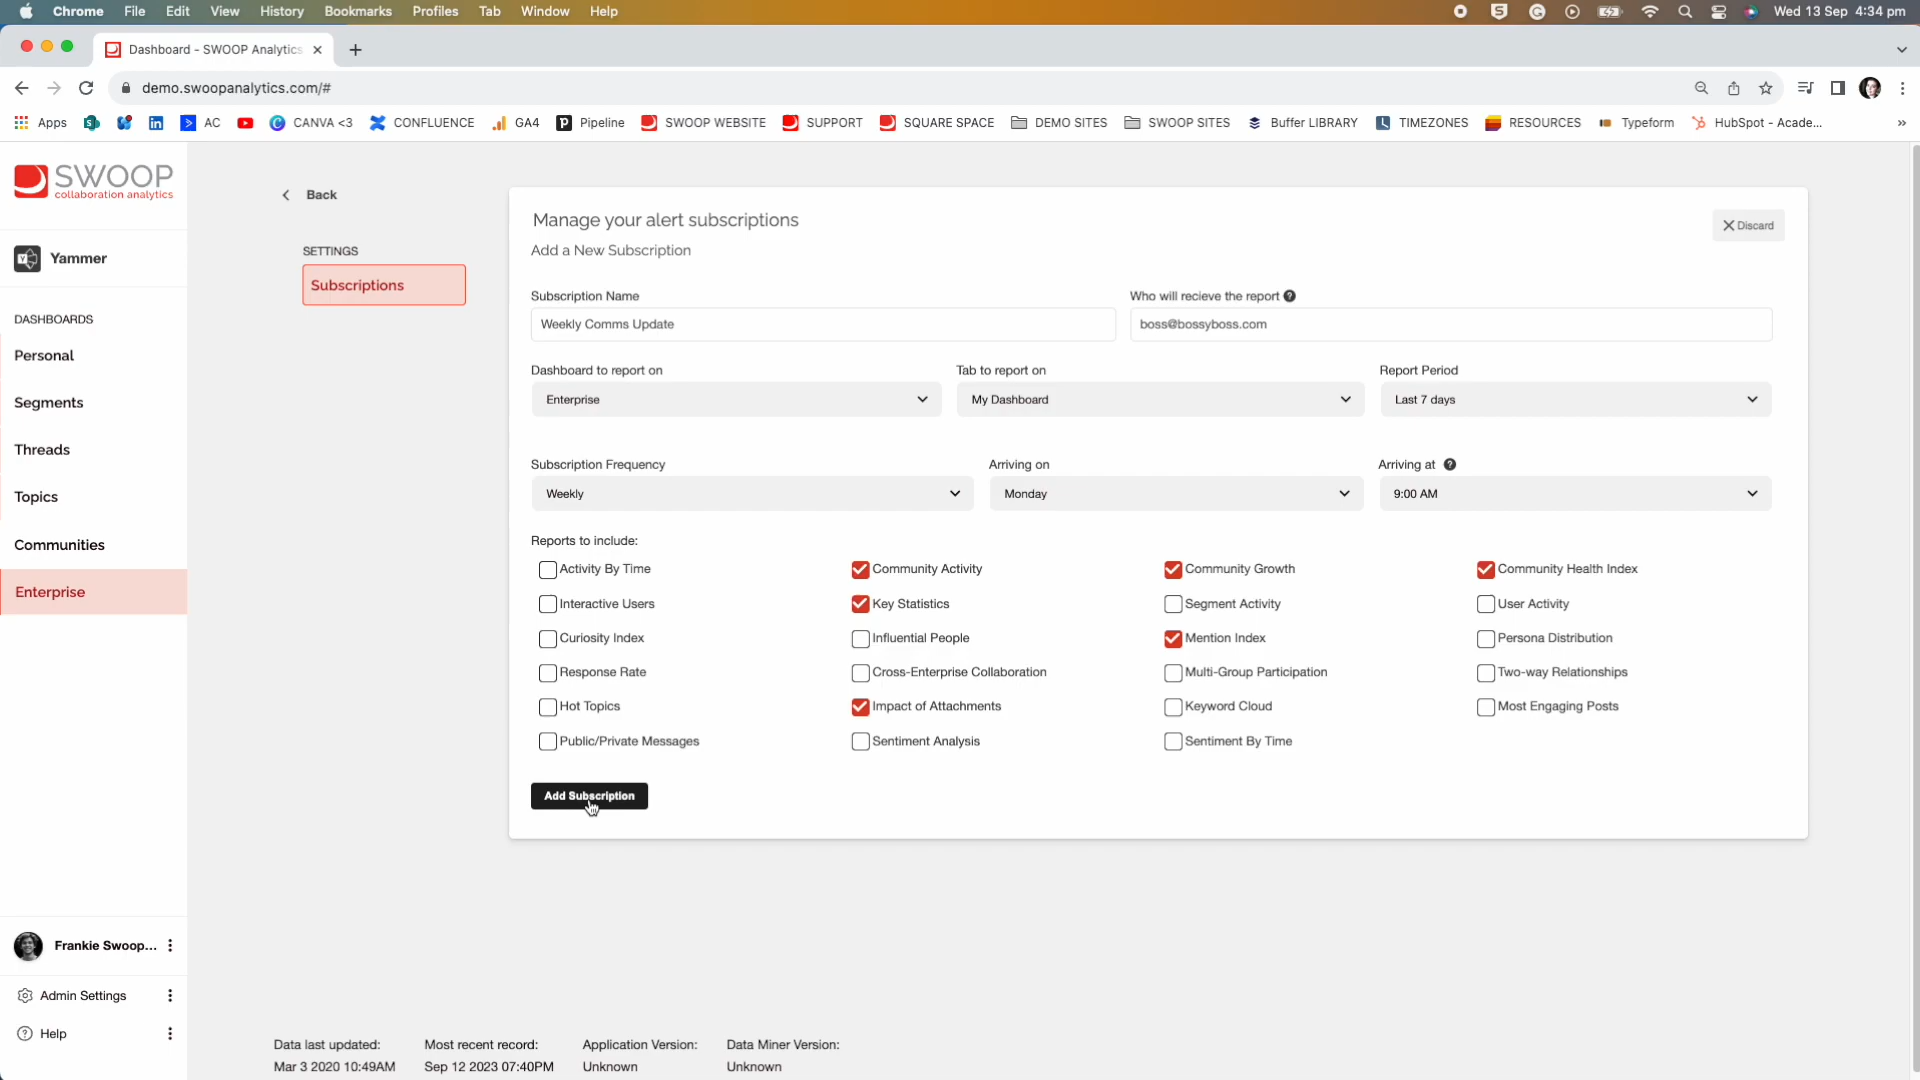 Chrome File Edit View History Bookmarks Profiles Tab Window Help Wed 13 Sep 4:34 pm
Dashboard - SWOOP Analytics
demo.swoopanalytics.com/#
Apps AC CANVA <3 CONFLUENCE GA4 Pipeline SWOOP WEBSITE SUPPORT SQUARE SPACE DEMO SITES SWOOP SITES Buffer LIBRARY TIMEZONES RESOURCES Typeform HubSpot - Acade... »
SWOOP
collaboration analytics
Yammer
DASHBOARDS
Personal
Segments
Threads
Topics
Communities
Enterprise
Frankie Swoop...
Admin Settings
Help
Back
SETTINGS
Subscriptions
Manage your alert subscriptions
Discard
Add a New Subscription
Subscription Name Who will recieve the report
Weekly Comms Update boss@bossyboss.com
Dashboard to report on Tab to report on Report Period
Enterprise My Dashboard Last 7 days
Subscription Frequency Arriving on Arriving at
Weekly Monday 9:00 AM
Reports to include:
Activity By Time Community Activity Community Growth Community Health Index
Interactive Users Key Statistics Segment Activity User Activity
Curiosity Index Influential People Mention Index Persona Distribution
Response Rate Cross-Enterprise Collaboration Multi-Group Participation Two-way Relationships
Hot Topics Impact of Attachments Keyword Cloud Most Engaging Posts
Public/Private Messages Sentiment Analysis Sentiment By Time
Add Subscription
Data last updated: Most recent record: Application Version: Data Miner Version:
Mar 3 2020 10:49AM Sep 12 2023 07:40PM Unknown Unknown